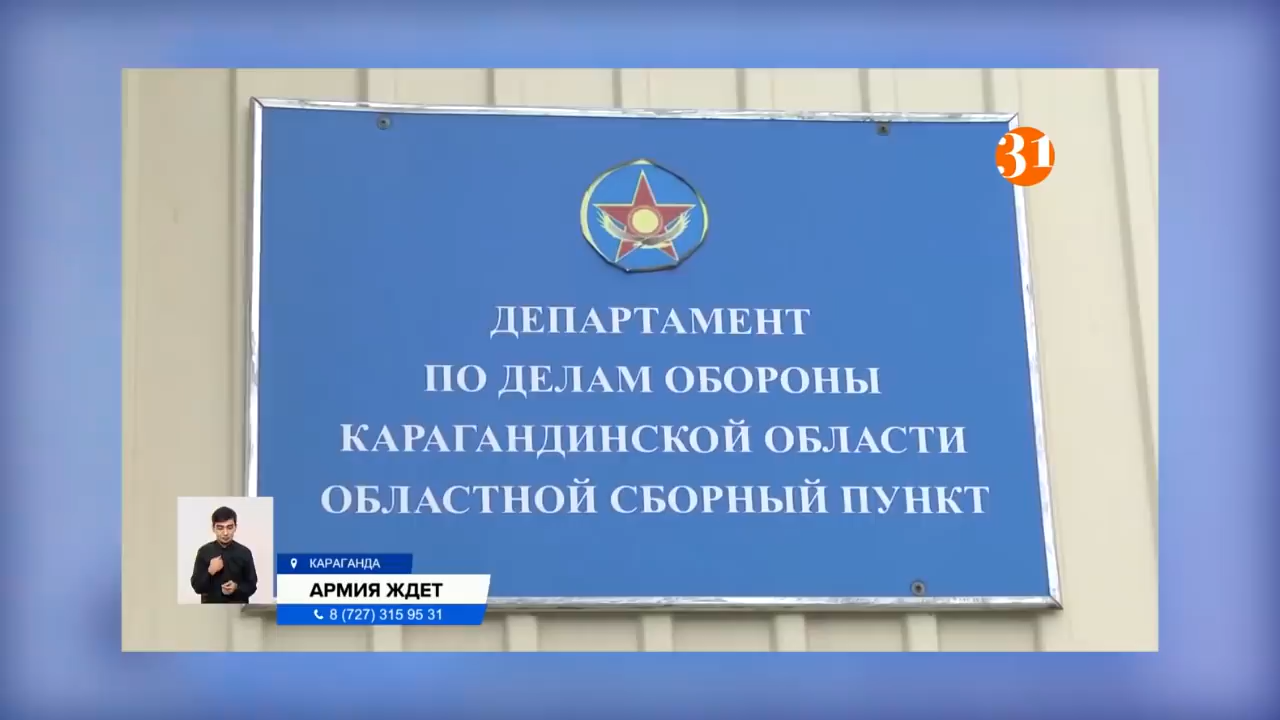 31
ДЕПАРТАМЕНТ
ПО ДЕЛАМ ОБОРОНЫ
КАРАГАНДИНСКОЙ ОБЛАСТИ
ОБЛАСТНОЙ СБОРНЫЙ ПУНКТ
КАРАГАНДА
АРМИЯ ЖДЕТ
8 (727) 315 95 31